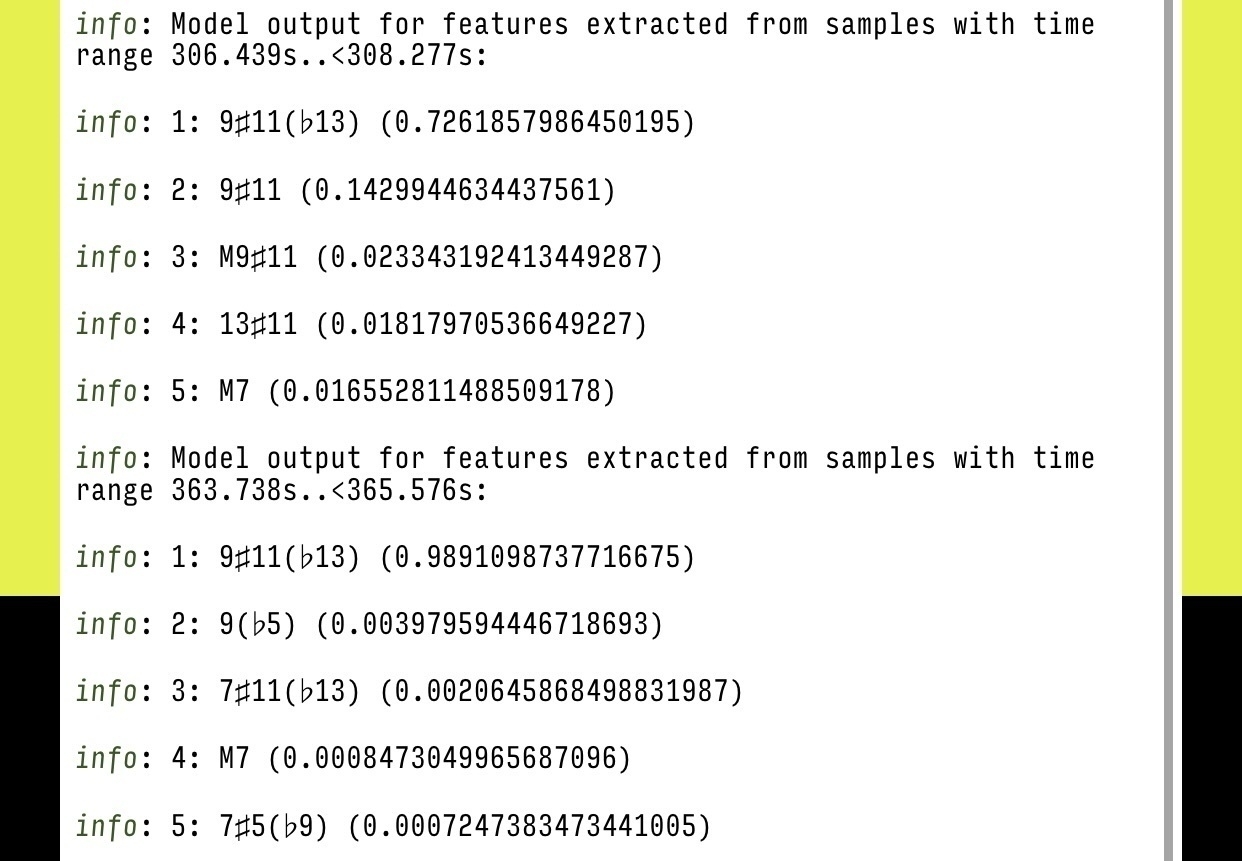 info: Model output for features extracted from samples with time
range 306.439s..<308.277s:
info: 1: 9♯11(♭13) (0.7261857986450195)
info: 2: 9♯11 (0.1429944634437561)
info: 3: M9♯11 (0.023343192413449287)
info: 4: 13♯11 (0.01817970536649227)
info: 5: M7 (0.016552811488509178)
info: Model output for features extracted from samples with time
range 363.738s..<365.576s:
info: 1: 9♯11(♭13) (0.9891098737716675)
info: 2: 9(♭5) (0.003979594446718693)
info: 3: 7♯11(♭13) (0.0020645868498831987)
info: 4: M7 (0.0008473049965687096)
info: 5: 7♯5(♭9) (0.0007247383473441005)